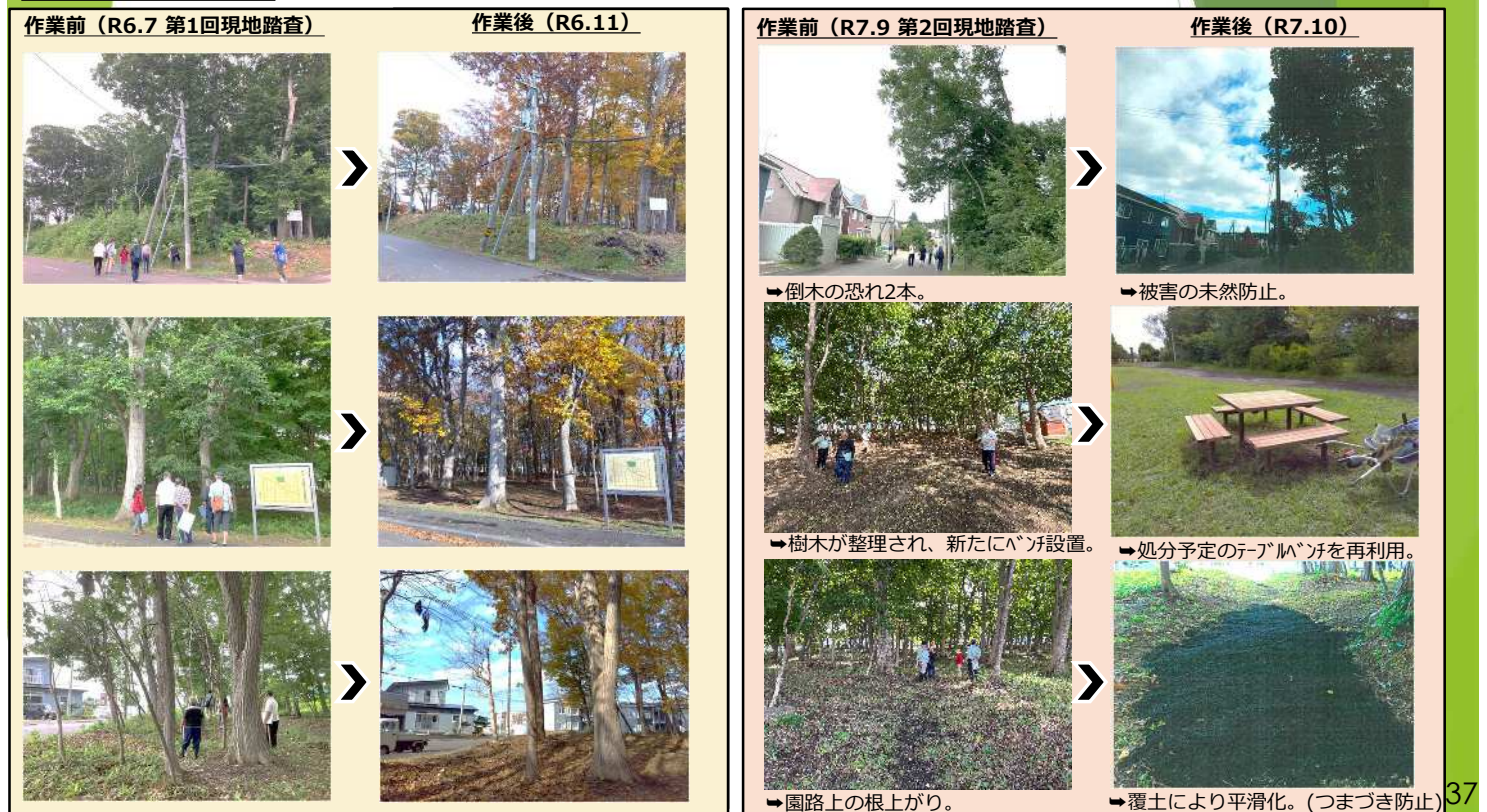 作業前（R6.7 第1回現地踏査）
作業後（R6.11）
作業前（R7.9 第2回現地踏査）
作業後（R7.10）
➡倒木の恐れ2本。
➡被害の未然防止。
➡樹木が整理され、新たにﾍﾞﾝﾁ設置。
➡処分予定のﾃｰﾌﾞﾙﾍﾞﾝﾁを再利用。
➡園路上の根上がり。
➡覆土により平滑化。(つまづき防止)。
37